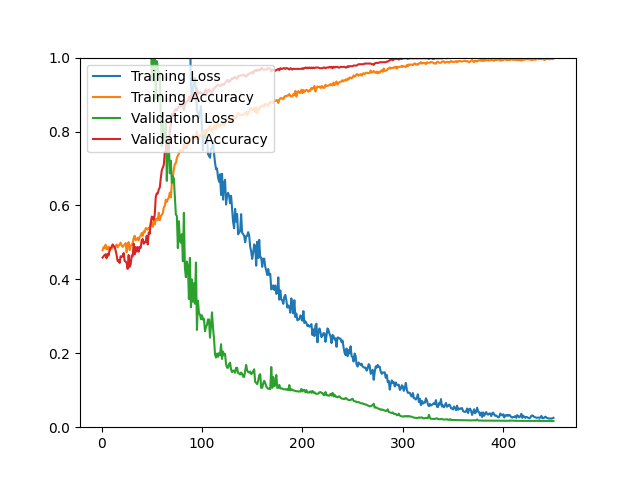 1.0
0.8
0.6
0.4
0.2
0.0
Training Loss
Training Accuracy
Validation Loss
Validation Accuracy
0 100 200 300 400